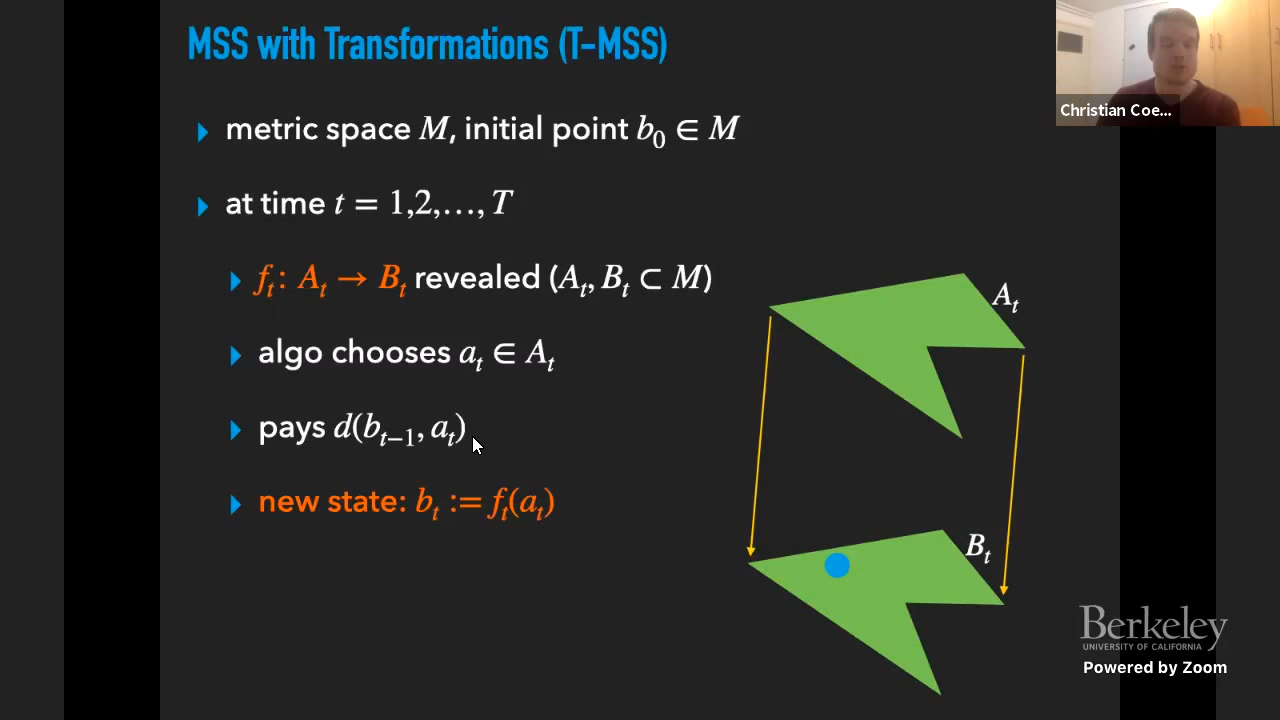 MSS with Transformations (T-MSS)
Christian Coe...
metric space M, initial point b₀ ∈ M
at time t = 1,2,…, T
fₜ: Aₜ → Bₜ revealed (Aₜ, Bₜ ⊂ M)
algo chooses aₜ ∈ Aₜ
pays d(bₜ₋₁, aₜ)
new state: bₜ := fₜ(aₜ)
Aₜ
Bₜ
Berkeley
UNIVERSITY OF CALIFORNIA
Powered by Zoom